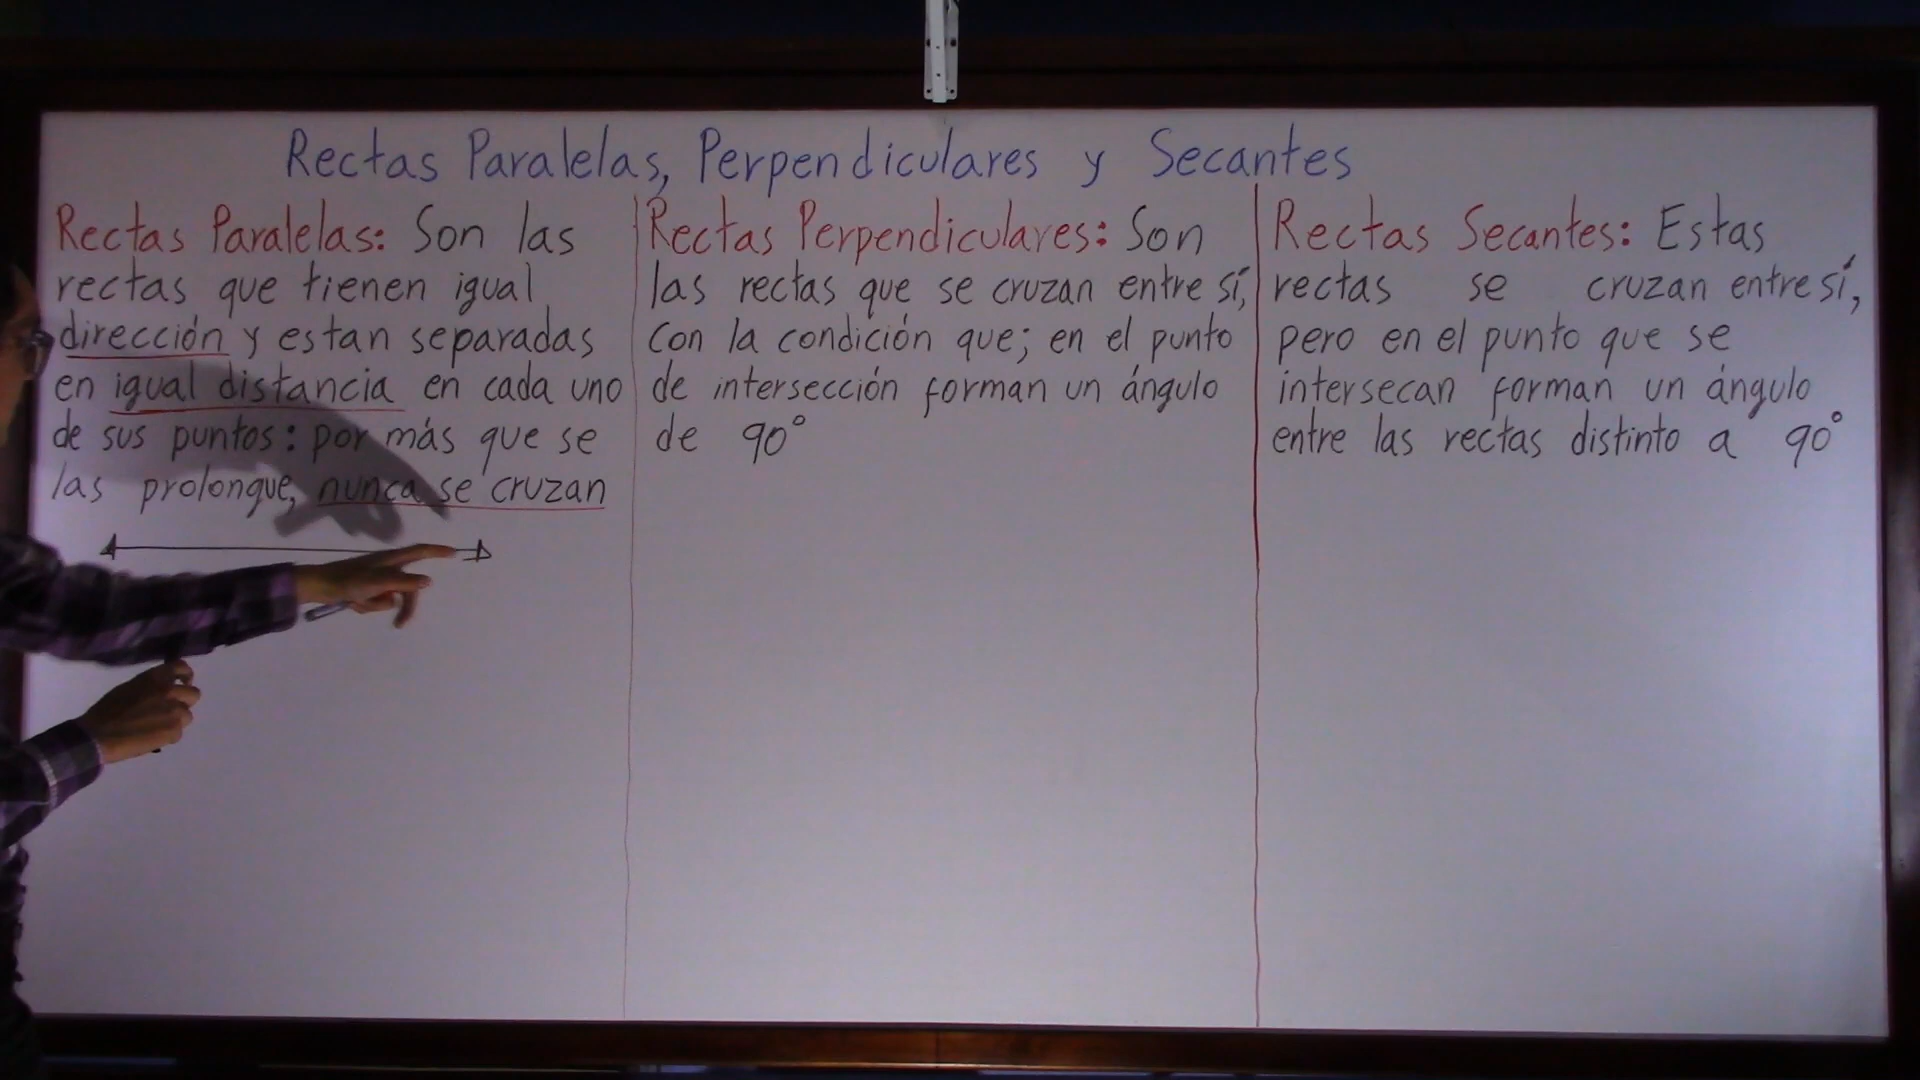 Rectas Paralelas, Perpendiculares y Secantes
Rectas Paralelas: Son las
rectas que tienen igual
dirección y estan separadas
en igual distancia en cada uno
de sus puntos: por más que se
las prolongue, nunca se cruzan
Rectas Perpendiculares: Son
las rectas que se cruzan entre sí,
con la condición que; en el punto
de intersección forman un ángulo
de 90°
Rectas Secantes: Estas
rectas se cruzan entre sí,
pero en el punto que se
intersecan forman un ángulo
entre las rectas distinto a 90°